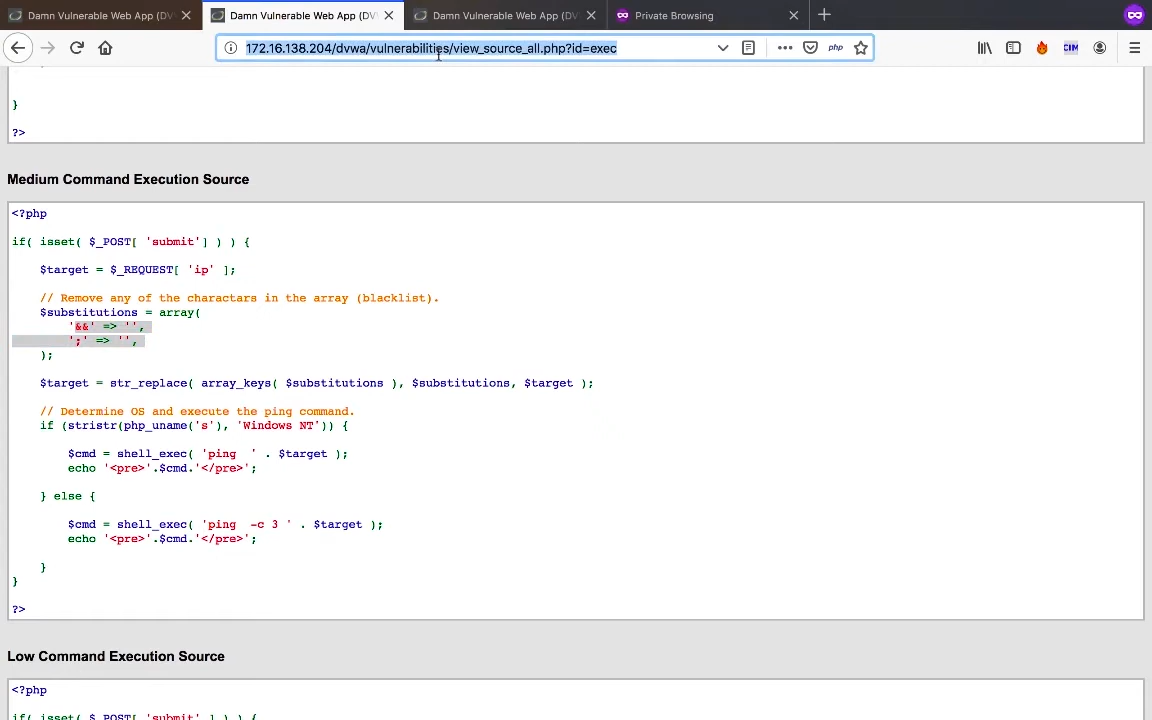 Damn Vulnerable Web App (DV
Damn Vulnerable Web App (DV
Damn Vulnerable Web App (DV
Private Browsing
172.16.138.204/dvwa/vulnerabilities/view_source_all.php?id=exec
php
CIM
}
?>
Medium Command Execution Source
<?php
if( isset( $_POST[ 'submit'] ) ) {
$target = $_REQUEST[ 'ip' ];
// Remove any of the charactars in the array (blacklist).
$substitutions = array(
'&&' => '',
';' => '',
);
$target = str_replace( array_keys( $substitutions ), $substitutions, $target );
// Determine OS and execute the ping command.
if (stristr(php_uname('s'), 'Windows NT')) {
$cmd = shell_exec( 'ping  ' . $target );
echo '<pre>'.$cmd.'</pre>';
} else {
$cmd = shell_exec( 'ping  -c 3 ' . $target );
echo '<pre>'.$cmd.'</pre>';
}
}
?>
Low Command Execution Source
<?php
if( isset( $_POST[ 'submit' ] ) ) {